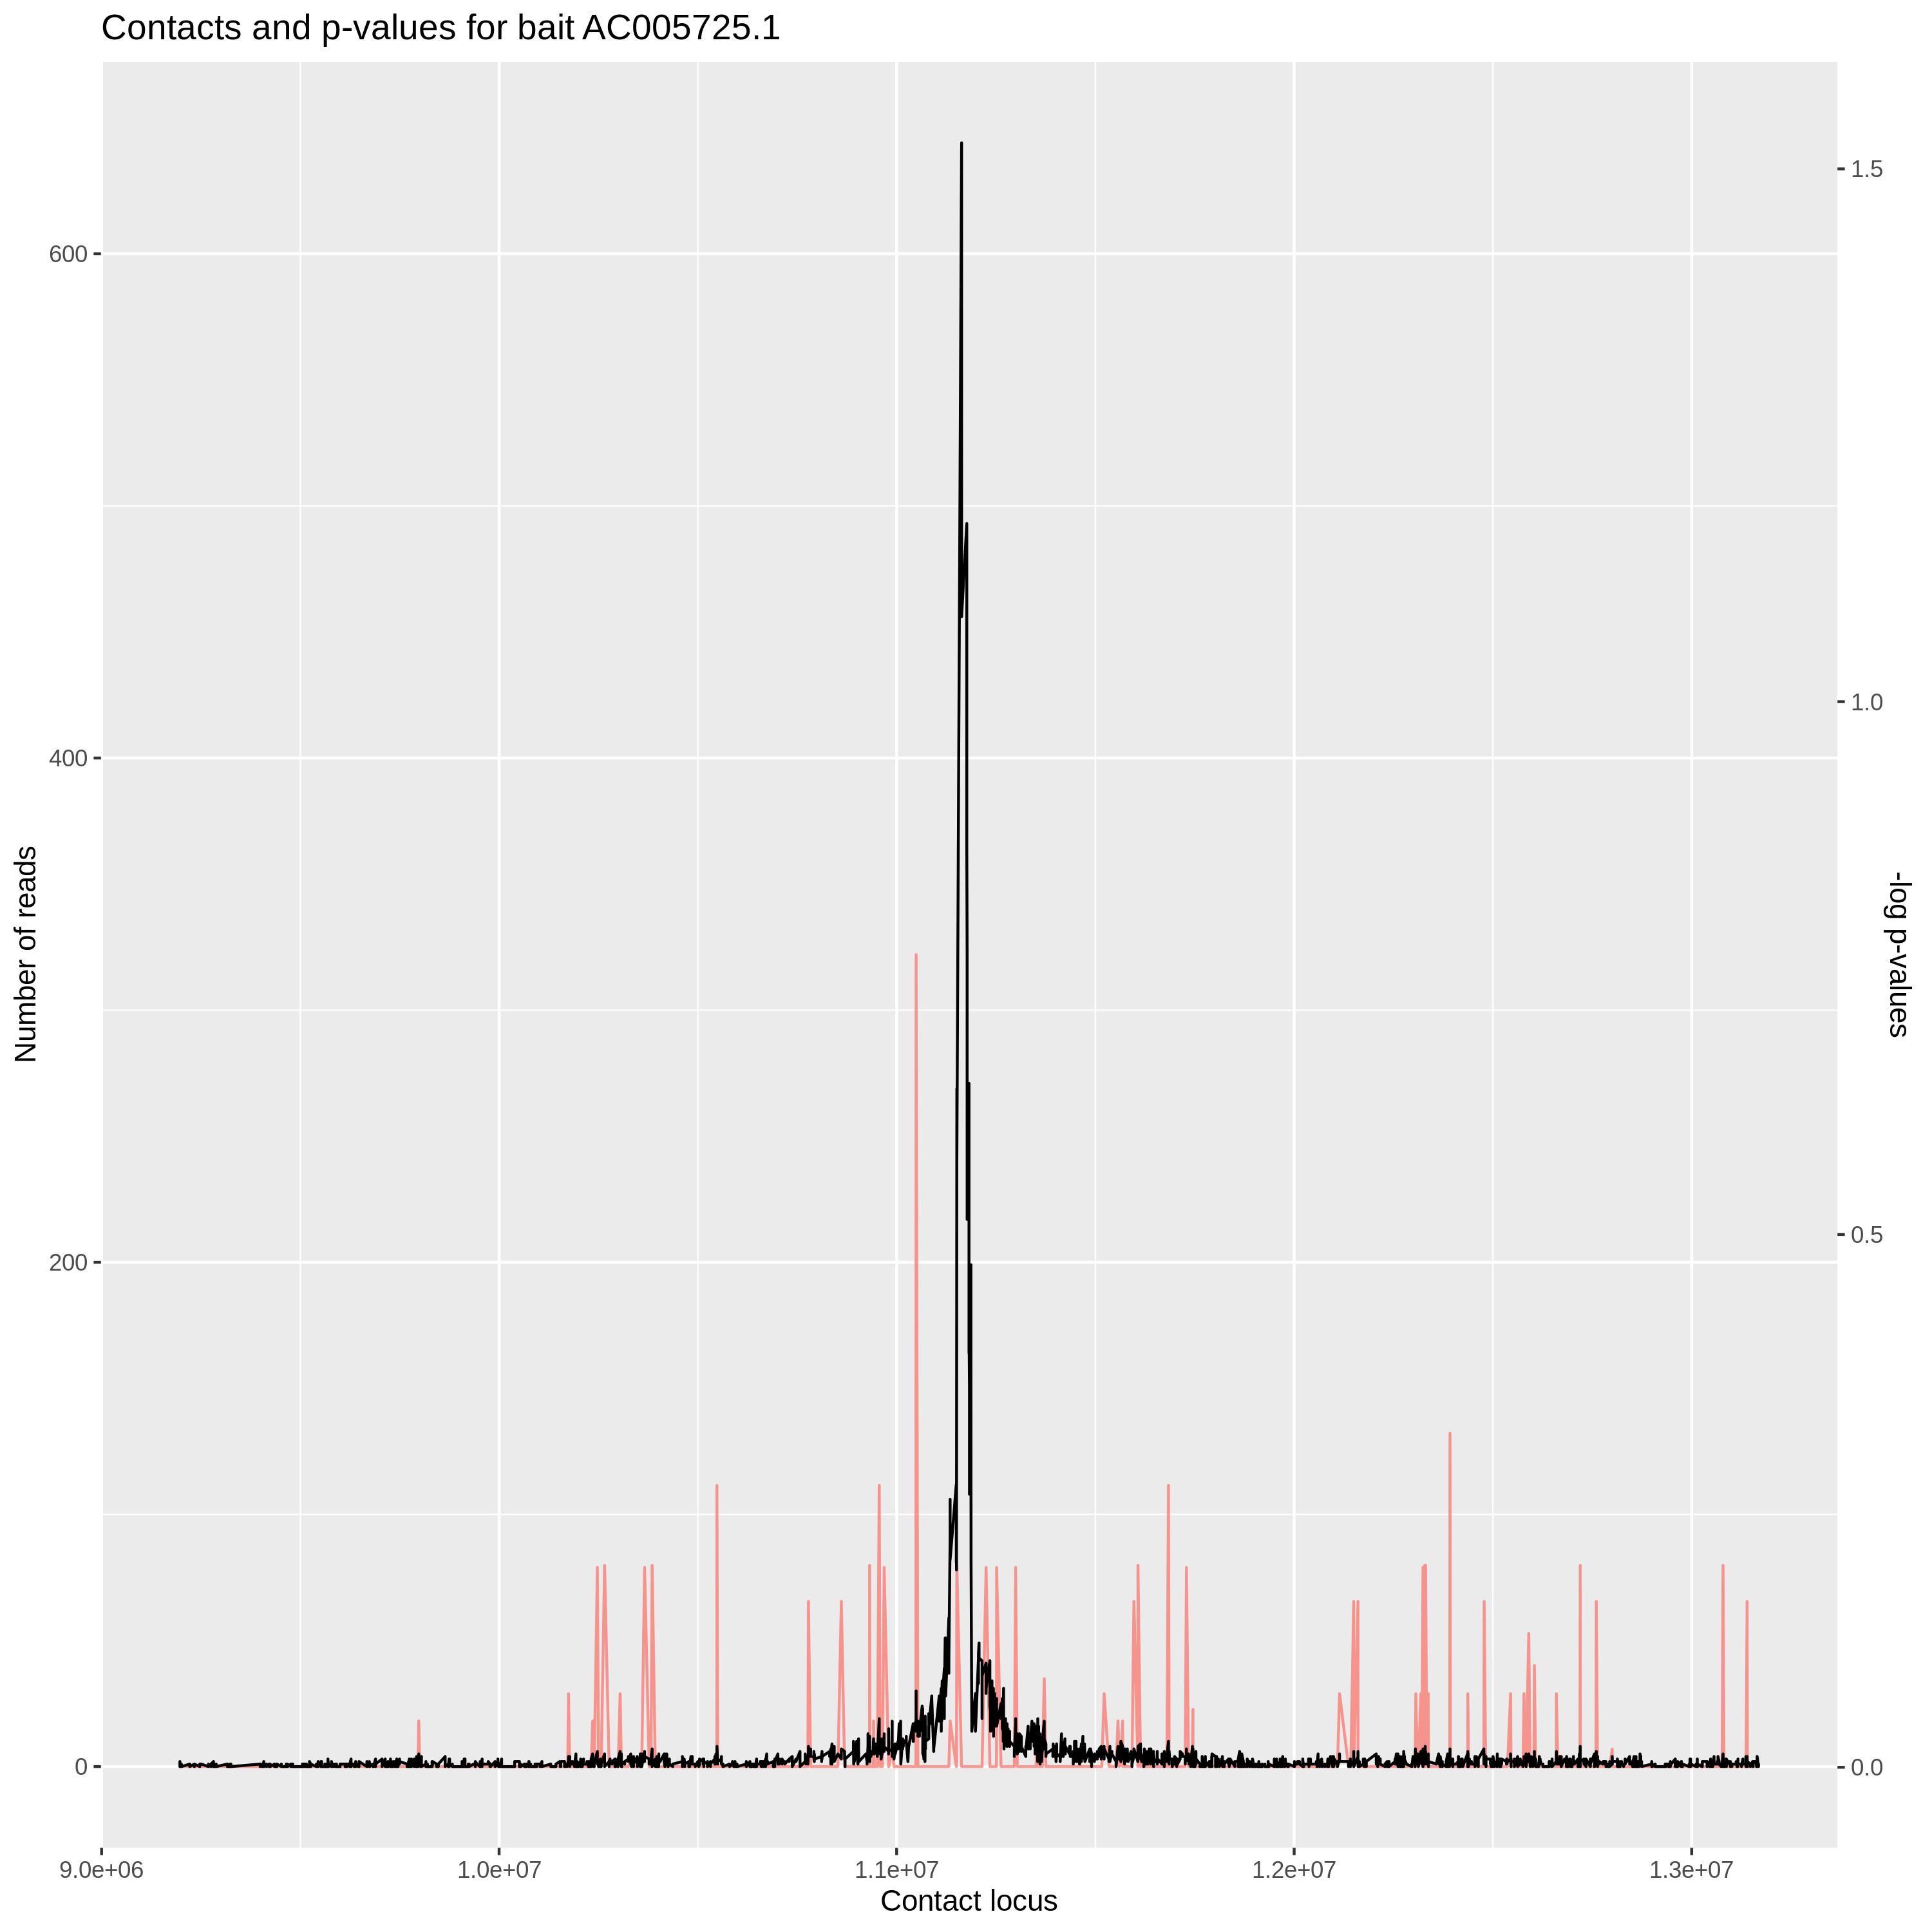 Contacts and p-values for bait AC005725.1
600
400
200
0
Number of reads
1.5
1.0
0.5
0.0
-log p-values
9.0e+06
1.0e+07
1.1e+07
1.2e+07
1.3e+07
Contact locus